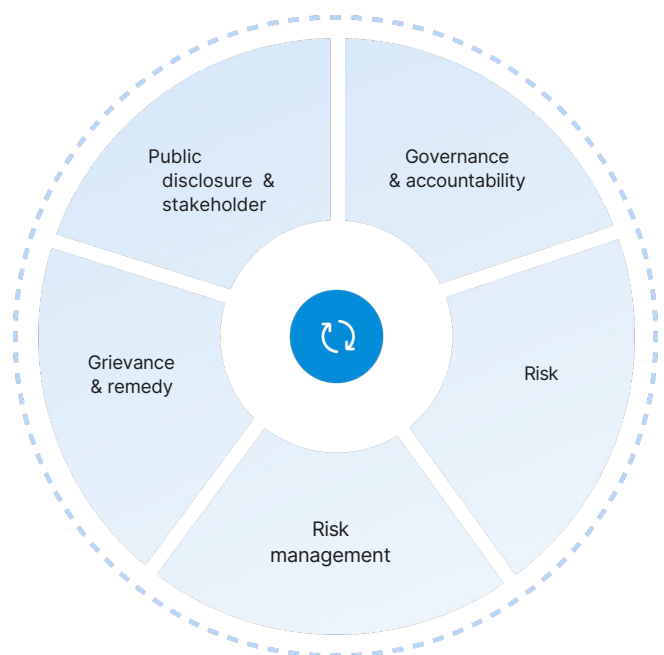 Public
disclosure &
stakeholder
Governance
& accountability
Risk
Risk
management
Grievance
& remedy